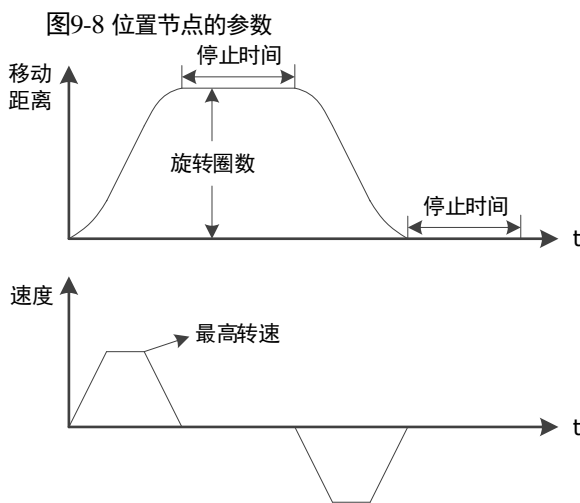 图9-8 位置节点的参数
停止时间
移动
距离
旋转圈数
停止时间
t
速度
最高转速
t